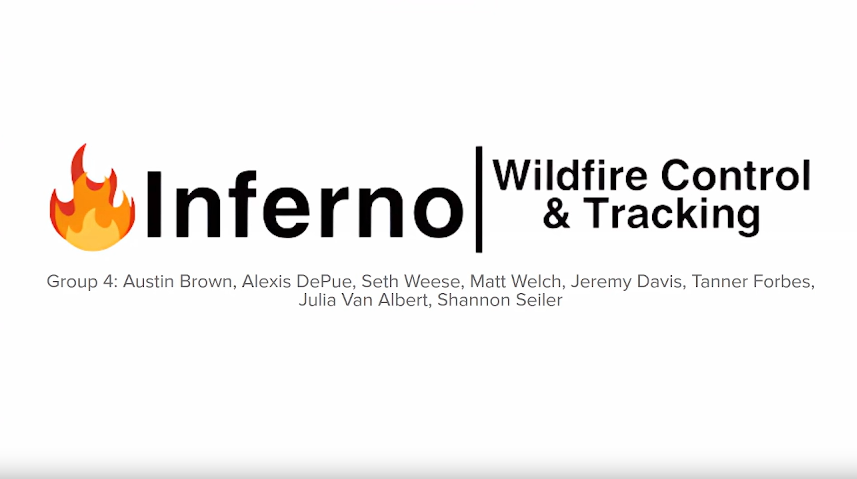 Inferno
Wildfire Control
& Tracking
Group 4: Austin Brown, Alexis DePue, Seth Weese, Matt Welch, Jeremy Davis, Tanner Forbes,
Julia Van Albert, Shannon Seiler